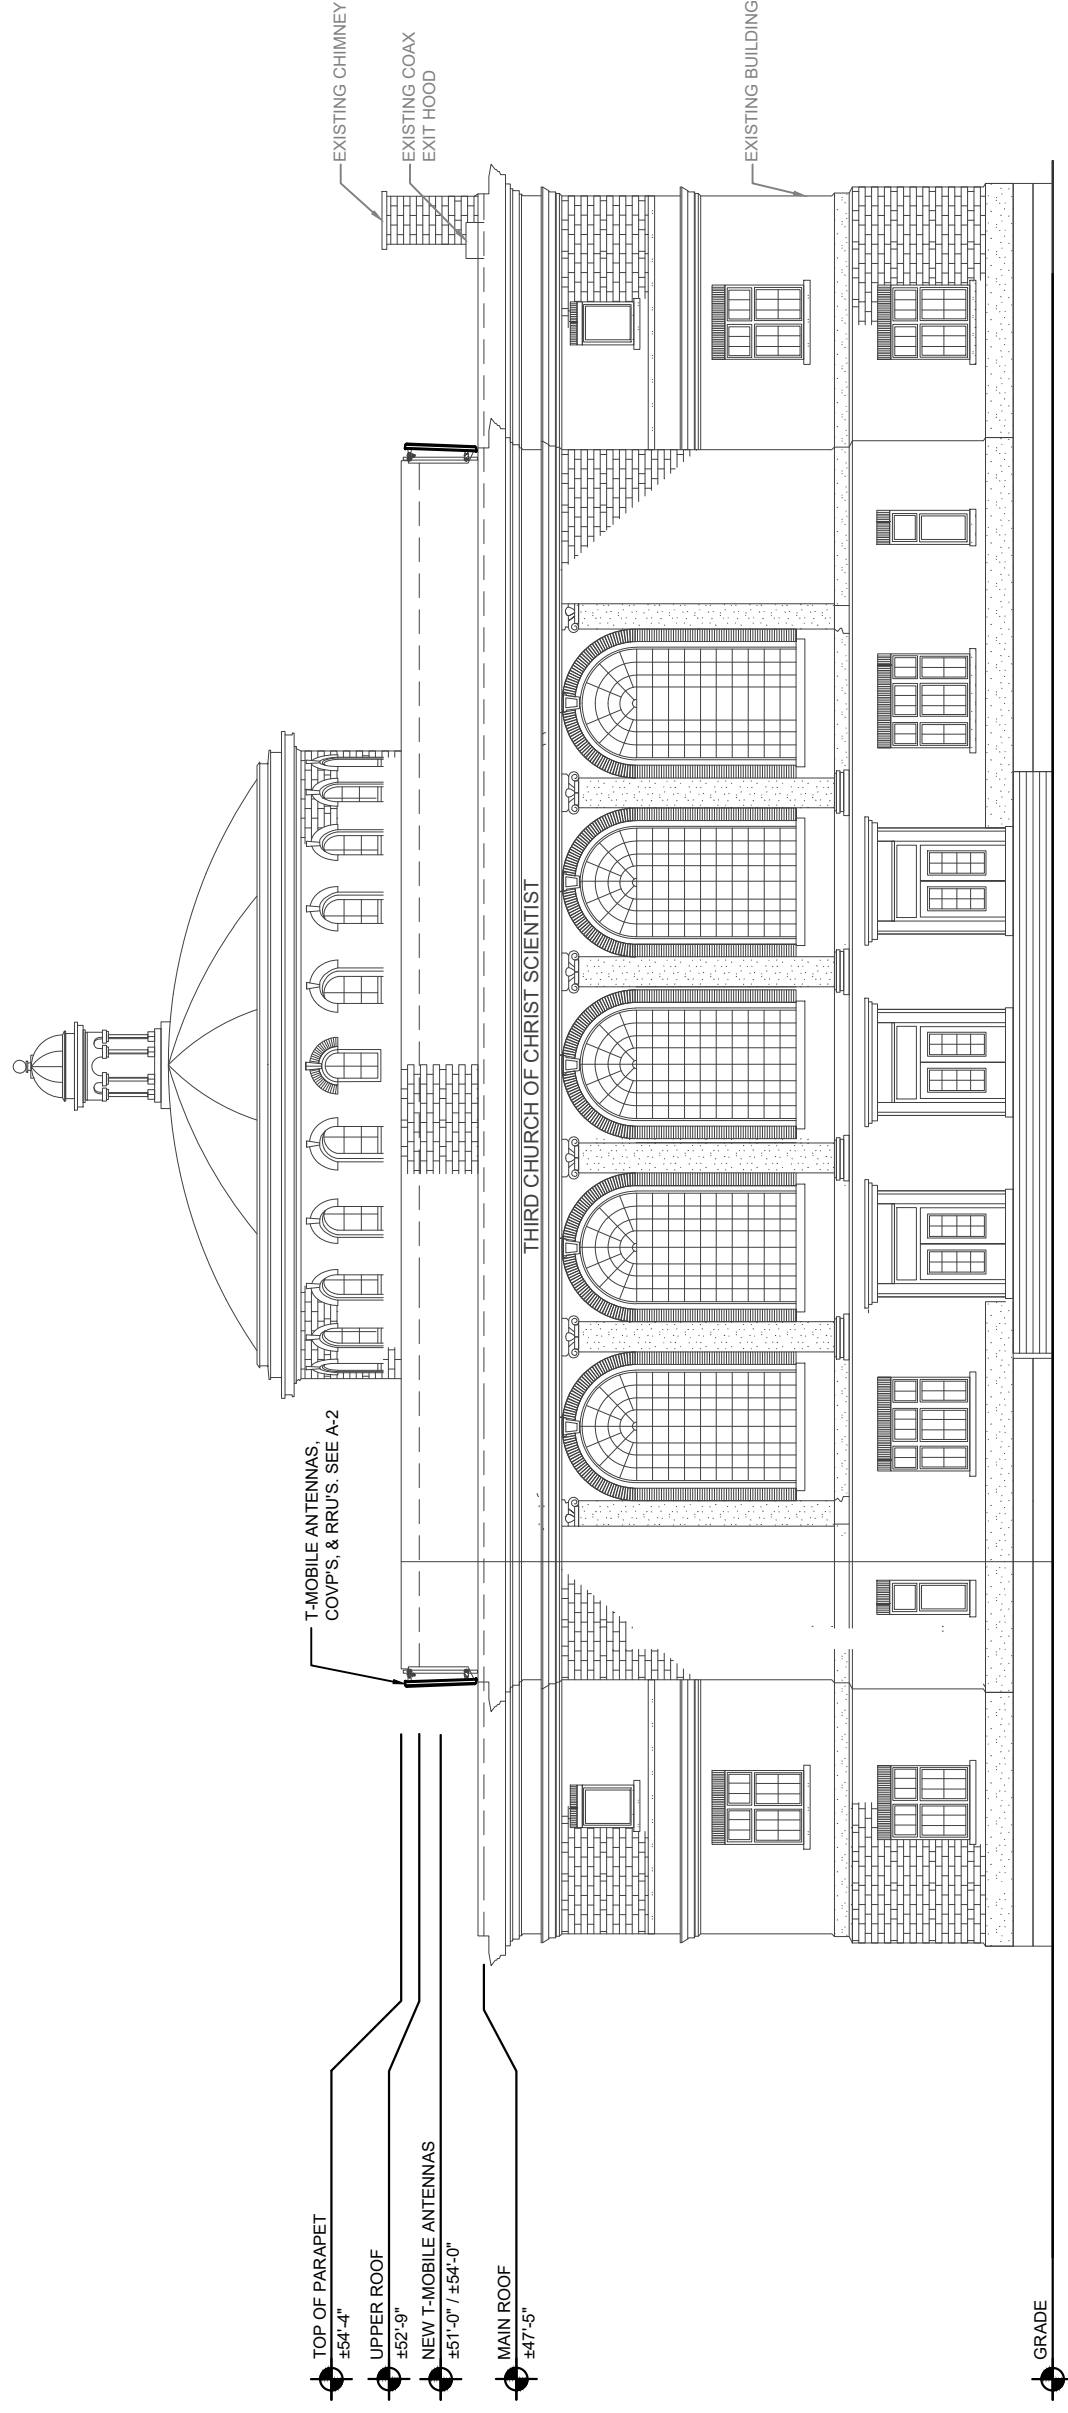 EXISTING CHIMNEY
EXISTING COAX
EXIT HOOD
EXISTING BUILDING
THIRD CHURCH OF CHRIST SCIENTIST
T-MOBILE ANTENNAS,
COVP'S, & RRU'S. SEE A-2
TOP OF PARAPET
±54'-4"
UPPER ROOF
±52'-9"
NEW T-MOBILE ANTENNAS
±51'-0" / ±54'-0"
MAIN ROOF
±47'-5"
GRADE